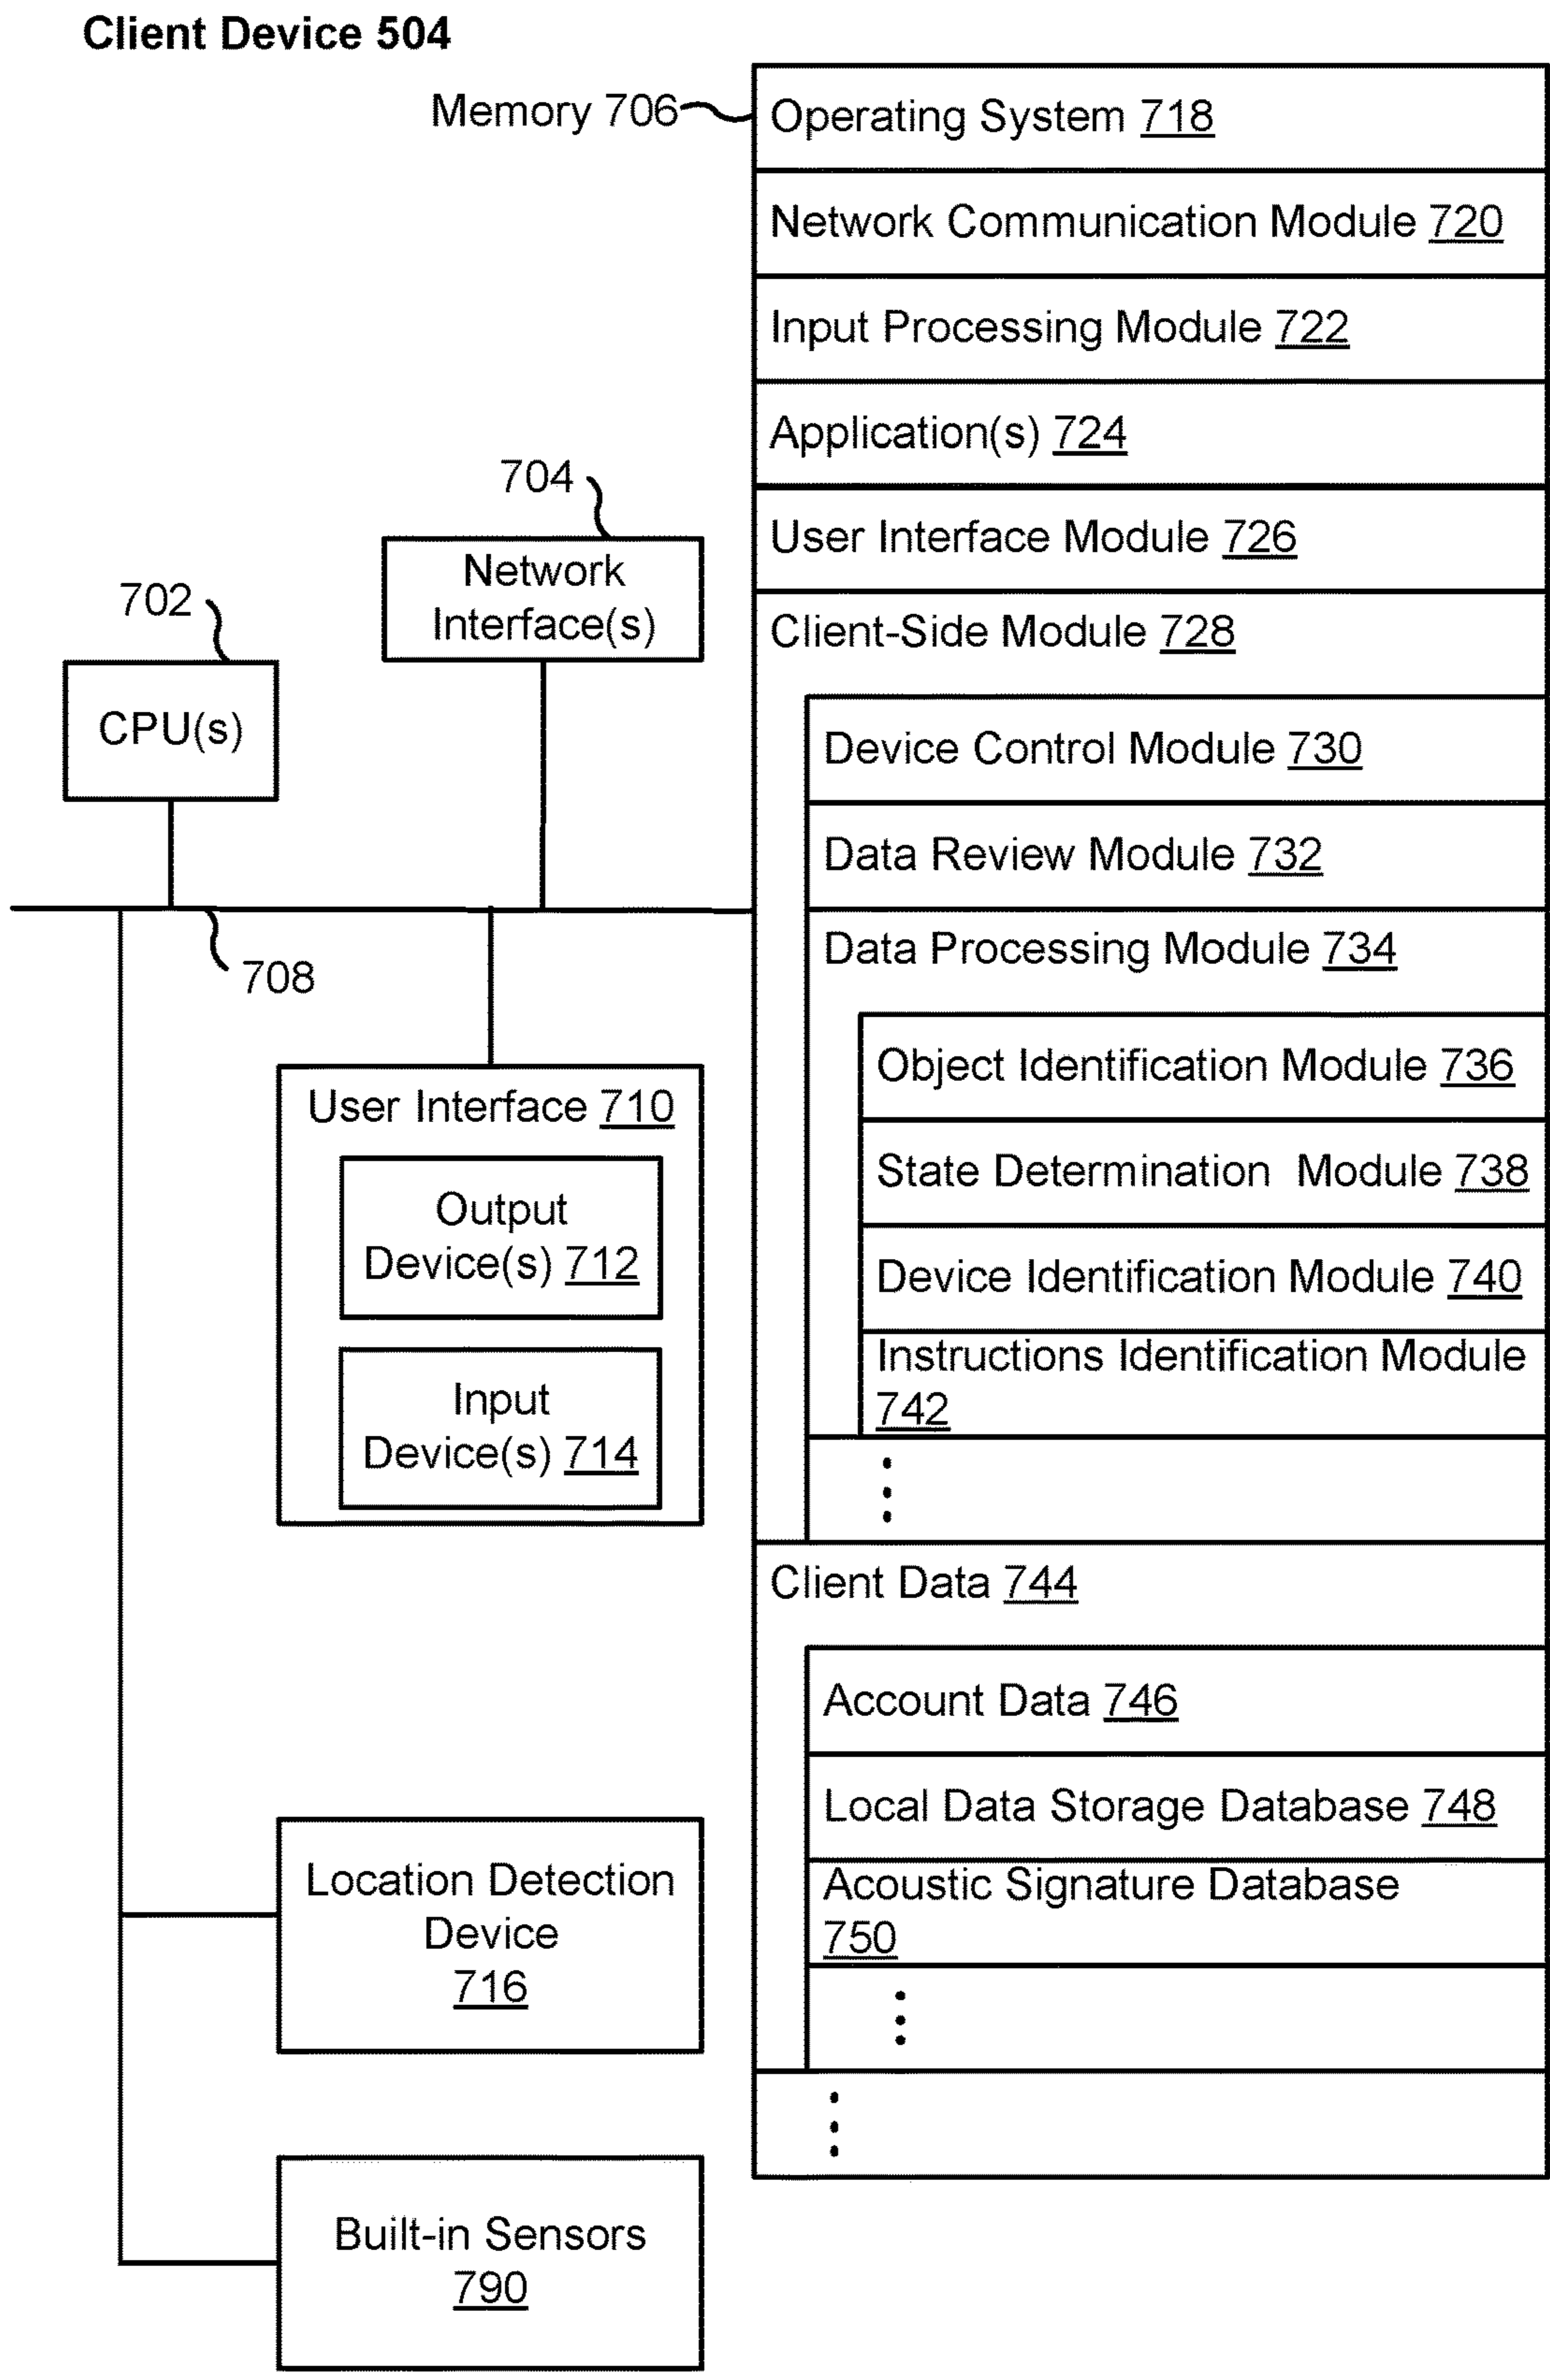 Client Device 504
Memory 706
Operating System 718
Network Communication Module 720
Input Processing Module 722
Application(s) 724
User Interface Module 726
Client-Side Module 728
Device Control Module 730
Data Review Module 732
Data Processing Module 734
Object Identification Module 736
State Determination Module 738
Device Identification Module 740
Instructions Identification Module
742
Client Data 744
Account Data 746
Local Data Storage Database 748
Acoustic Signature Database
750
704
Network
Interface(s)
702
CPU(s)
708
User Interface 710
Output
Device(s) 712
Input
Device(s) 714
Location Detection
Device
716
Built-in Sensors
790